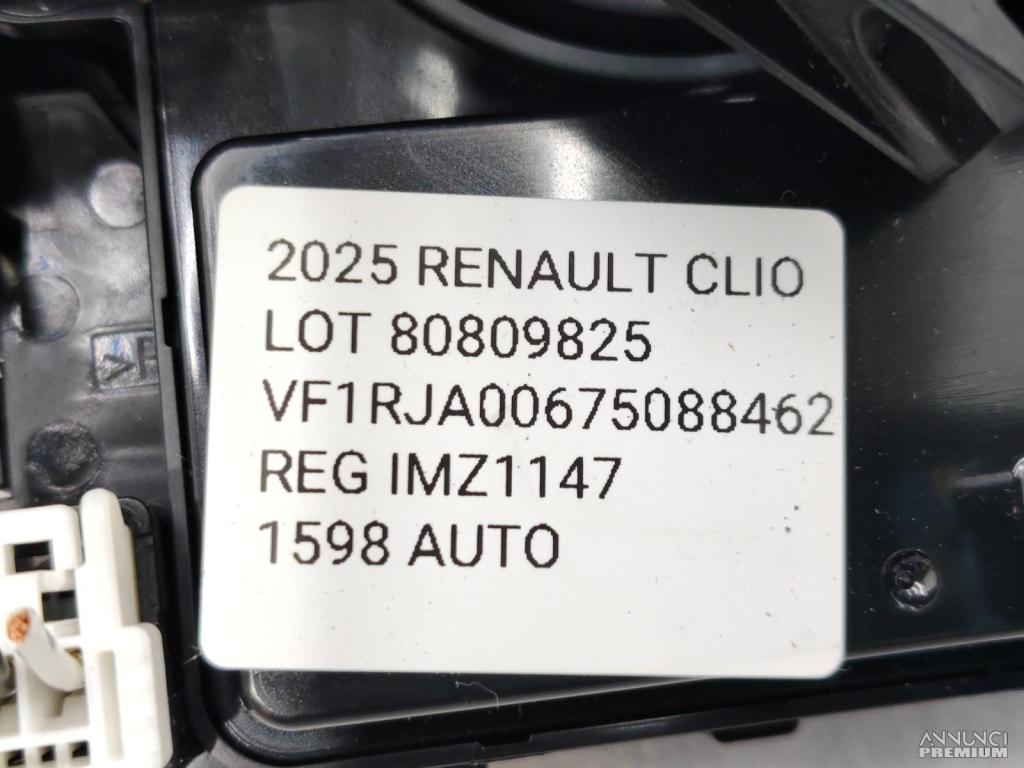 2025 RENAULT CLIO
LOT 80809825
VF1RJA00675088462
REG IMZ1147
1598 AUTO
ANNUNCI
PREMIUM